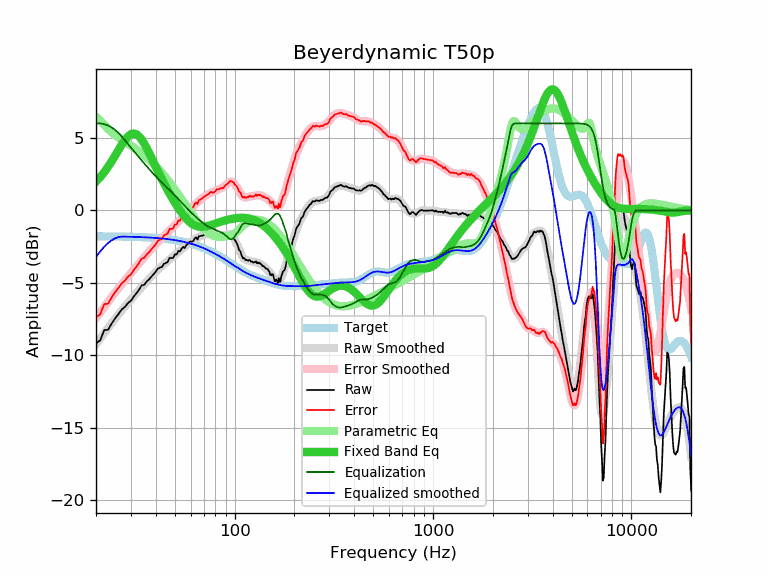 Beyerdynamic T50p
Amplitude (dBr)
5
0
−5
−10
−15
−20
Target
Raw Smoothed
Error Smoothed
Raw
Error
Parametric Eq
Fixed Band Eq
Equalization
Equalized smoothed
100
1000
10000
Frequency (Hz)